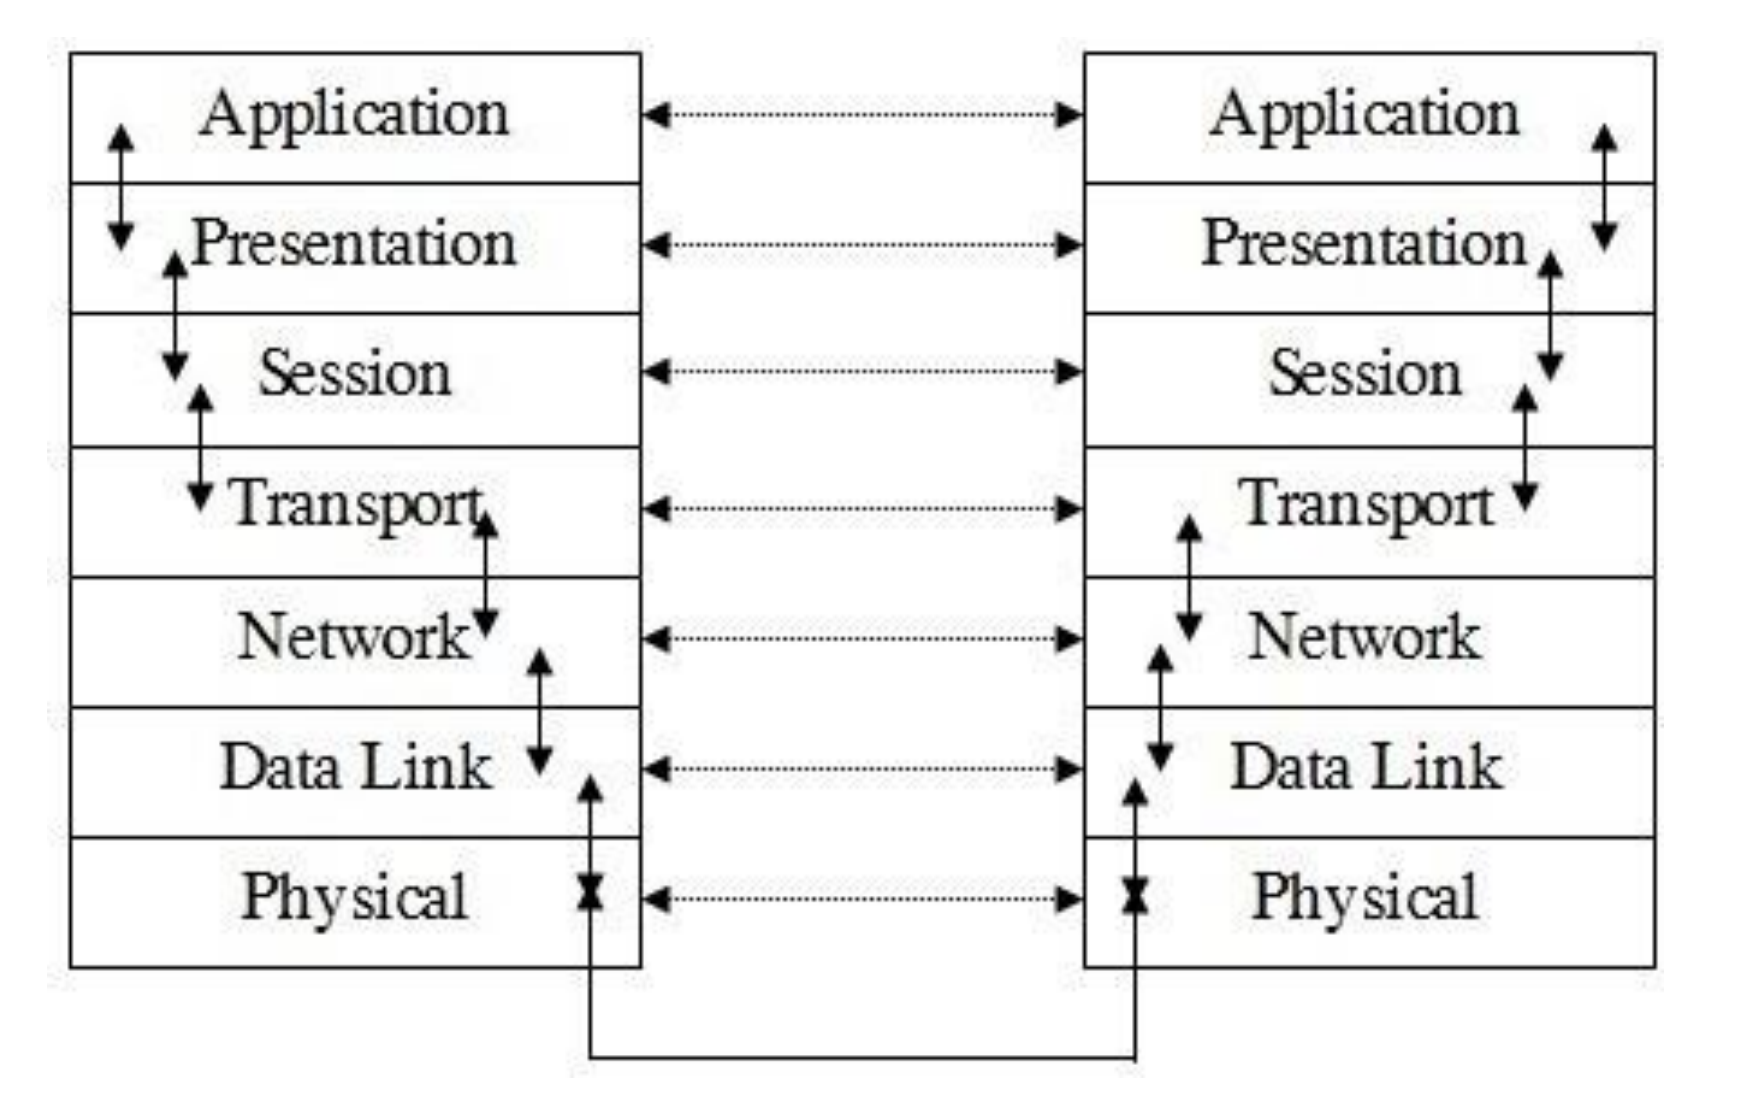 Application
Application
Presentation
Presentation
Session
Session
Transport
Transport
Network
Network
Data Link
Data Link
Physical
Physical